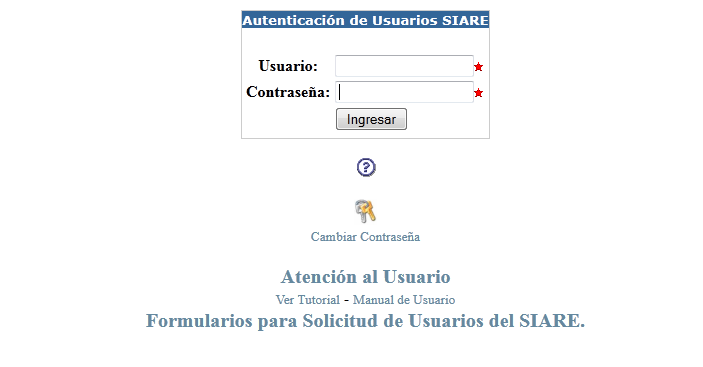 Autenticación de Usuarios SIARE
Usuario:
Contraseña:
Ingresar
?
Cambiar Contraseña
Atención al Usuario
Ver Tutorial - Manual de Usuario
Formularios para Solicitud de Usuarios del SIARE.